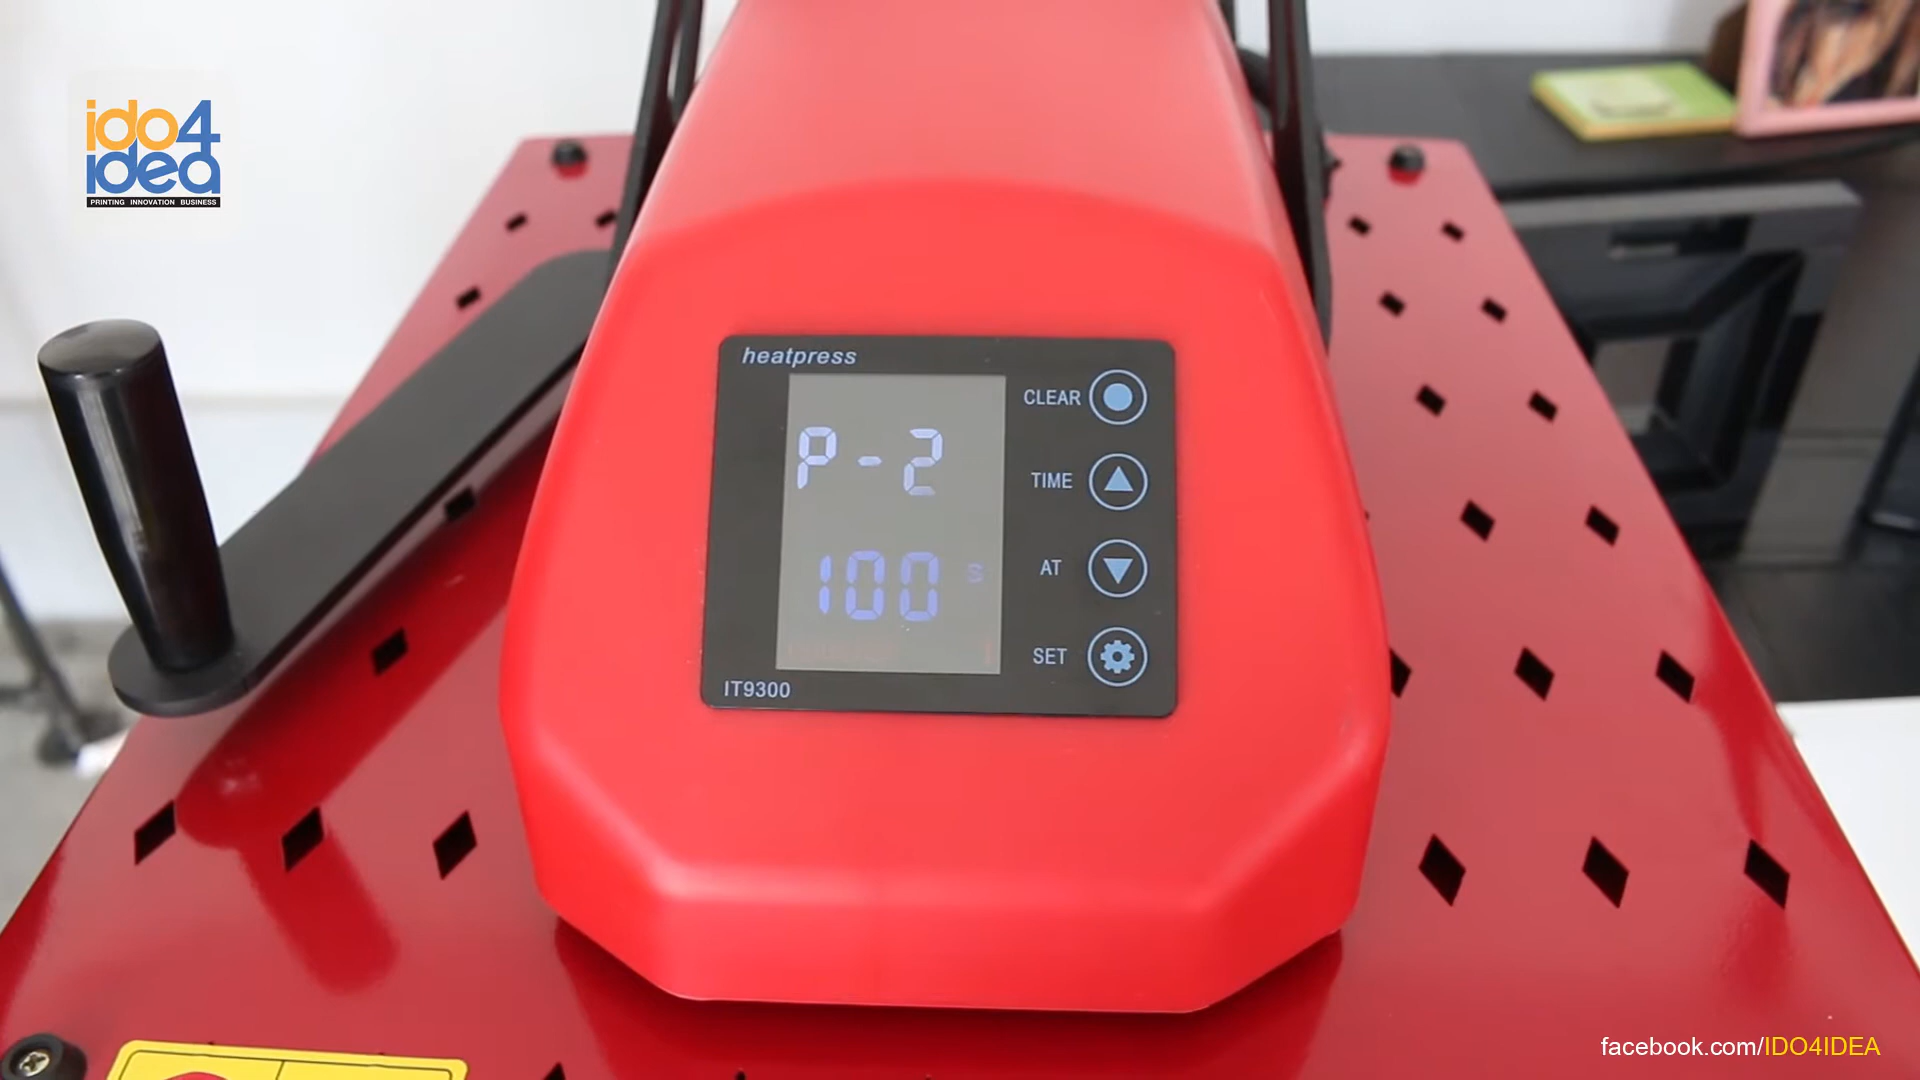 ido4
idea
PRINTING INNOVATION BUSINESS
heatpress
CLEAR
P-2
TIME
100 S
AT
SET
IT9300
facebook.com/IDO4IDEA